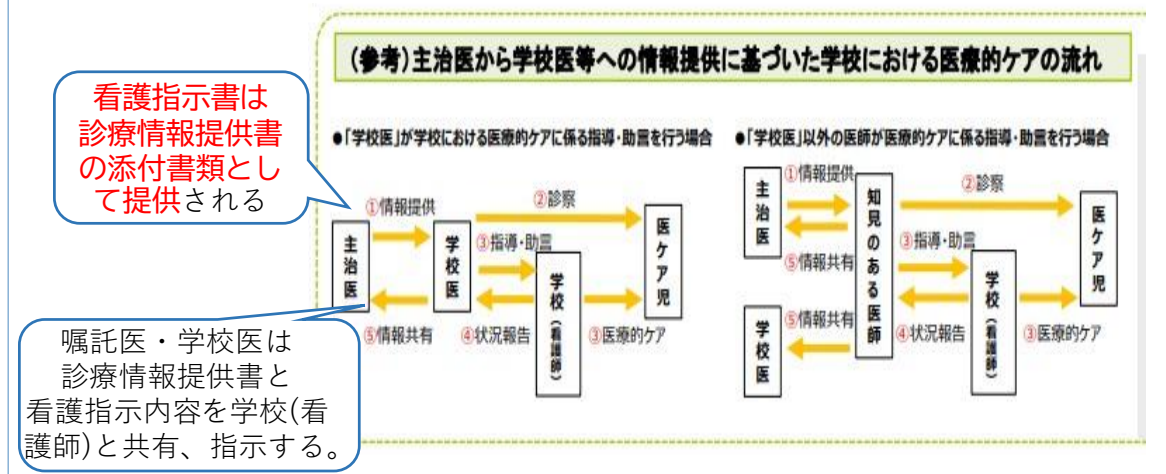 (参考)主治医から学校医等への情報提供に基づいた学校における医療的ケアの流れ
看護指示書は
診療情報提供書
の添付書類とし
て提供される
●「学校医」が学校における医療的ケアに係る指導・助言を行う場合
①情報提供
②診察
主治医
学校医
③指導・助言
医ケア児
学校(看護師)
⑤情報共有
④状況報告
③医療的ケア
嘱託医・学校医は
診療情報提供書と
看護指示内容を学校(看
護師)と共有、指示する。
●「学校医」以外の医師が医療的ケアに係る指導・助言を行う場合
①情報提供
②診察
主治医
知見のある医師
③指導・助言
医ケア児
⑤情報共有
学校(看護師)
⑤情報共有
④状況報告
③医療的ケア
学校医